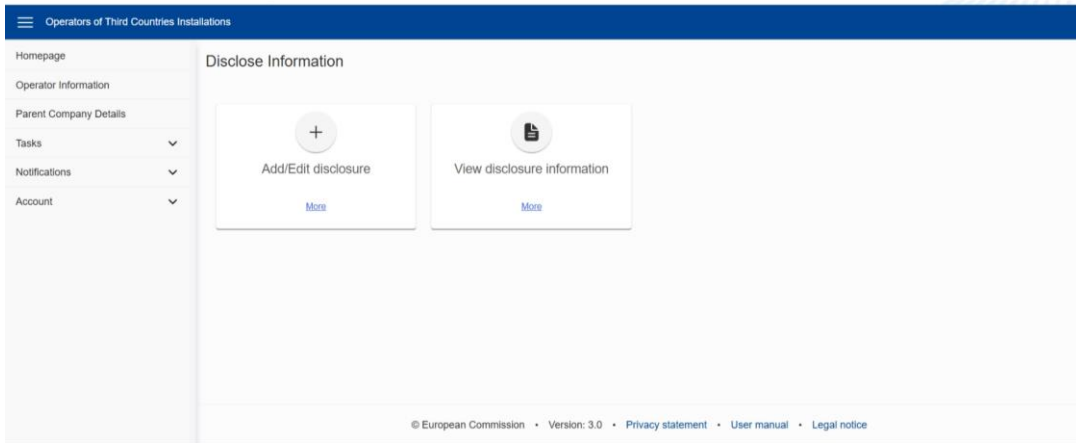 Operators of Third Countries Installations
Homepage
Operator Information
Parent Company Details
Tasks
Notifications
Account
Disclose Information
Add/Edit disclosure
More
View disclosure information
More
© European Commission • Version: 3.0 • Privacy statement • User manual • Legal notice